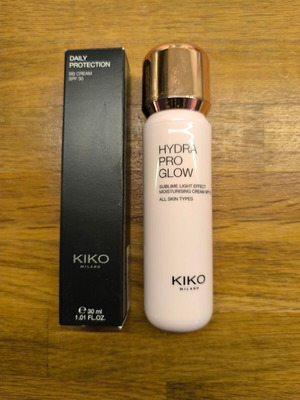 DAILY
PROTECTION
BB CREAM
SPF 30
KIKO
MILANO
℮ 30 ml
1.01 FL.OZ.
HYDRA
PRO
GLOW
SUBLIME LIGHT EFFECT
MOISTURISING CREAM
ALL SKIN TYPES
KIKO
MILANO